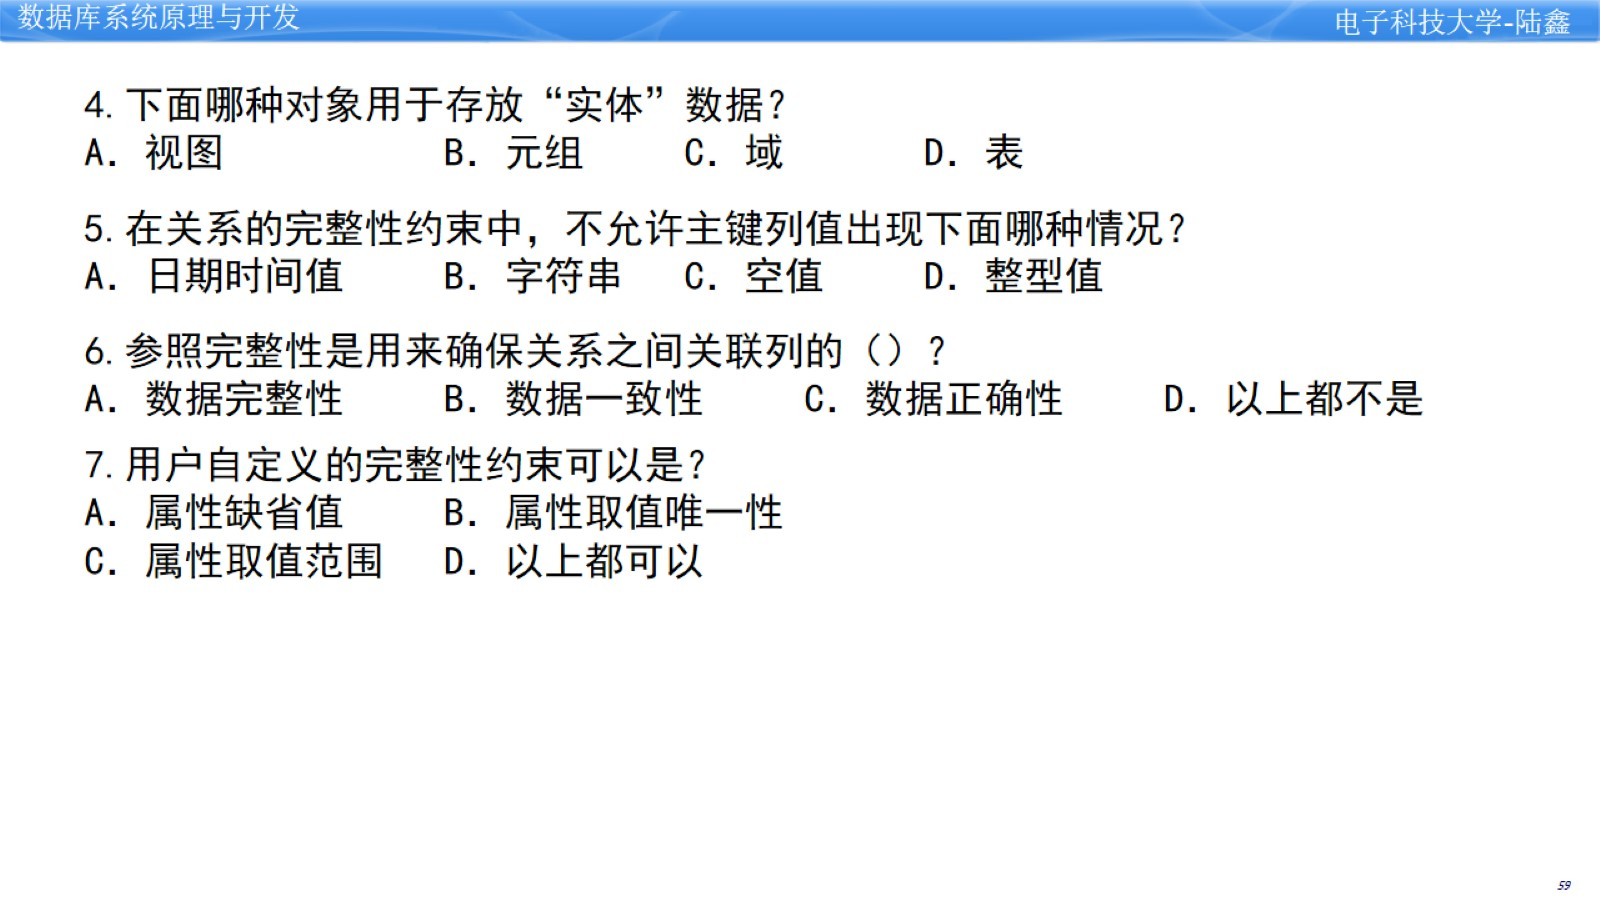 数据库系统原理与开发
电子科技大学-陆鑫
4.下面哪种对象用于存放“实体”数据?
A. 视图 B. 元组 C. 域 D. 表
5.在关系的完整性约束中，不允许主键列值出现下面哪种情况?
A. 日期时间值 B. 字符串 C. 空值 D. 整型值
6.参照完整性是用来确保关系之间关联列的（）?
A. 数据完整性 B. 数据一致性 C. 数据正确性 D. 以上都不是
7.用户自定义的完整性约束可以是?
A. 属性缺省值 B. 属性取值唯一性
C. 属性取值范围 D. 以上都可以
59